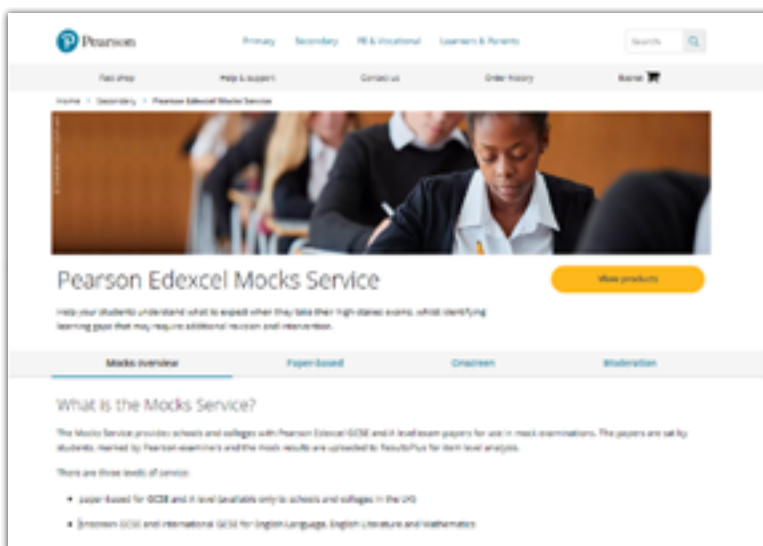 Pearson
Primary Secondary FE & Vocational Learners & Parents Search
Fast shop Help & support Contact us Order history Basket
Home > Secondary > Pearson Edexcel Mocks Service
Pearson Edexcel Mocks Service
View products
Help your students understand what to expect when they take their high-stakes exams, whilst identifying
learning gaps that may require additional revision and intervention.
Mocks overview Paper-based Onscreen Moderation
What is the Mocks Service?
The Mocks Service provides schools and colleges with Pearson Edexcel GCSE and A level exam papers for use in mock examinations. The papers are sat by
students, marked by Pearson examiners and the mock results are uploaded to ResultsPlus for item level analysis.
There are three levels of service:
• paper-based for GCSE and A level (available only to schools and colleges in the UK)
• onscreen GCSE and International GCSE for English Language, English Literature and Mathematics